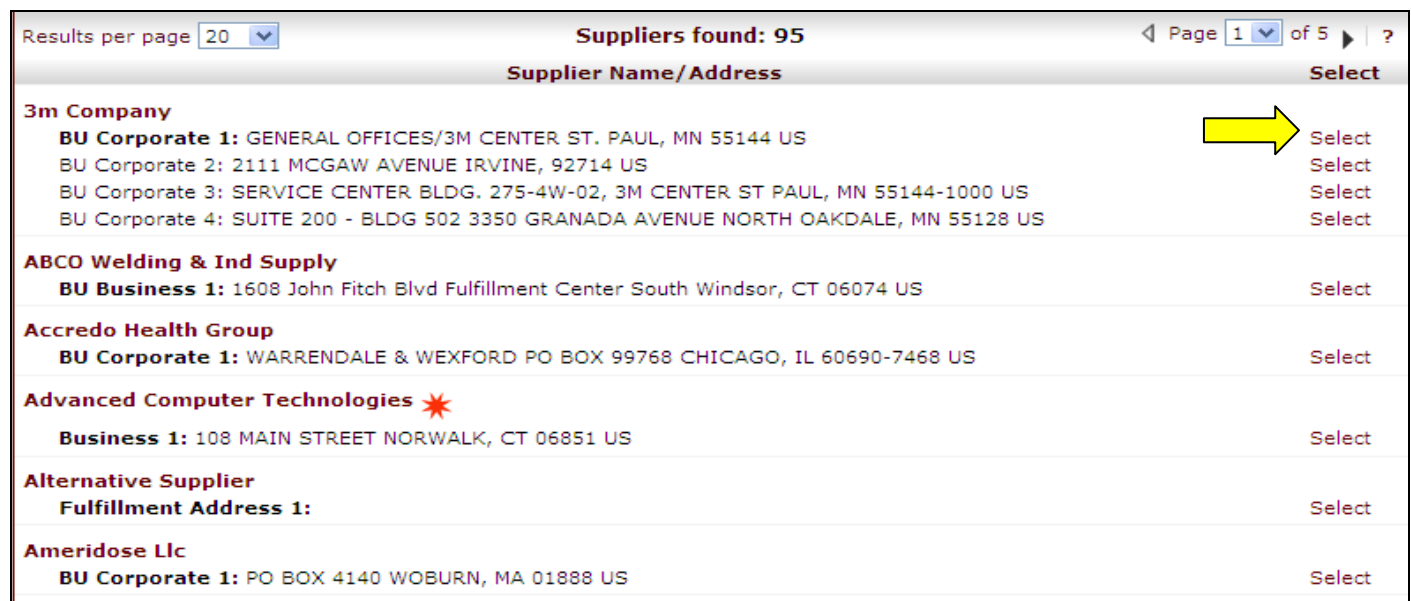 Results per page 20 Suppliers found: 95 Page 1 of 5 ?
Supplier Name/Address Select
3m Company
BU Corporate 1: GENERAL OFFICES/3M CENTER ST. PAUL, MN 55144 US Select
BU Corporate 2: 2111 MCGAW AVENUE IRVINE, 92714 US Select
BU Corporate 3: SERVICE CENTER BLDG. 275-4W-02, 3M CENTER ST PAUL, MN 55144-1000 US Select
BU Corporate 4: SUITE 200 - BLDG 502 3350 GRANADA AVENUE NORTH OAKDALE, MN 55128 US Select
ABCO Welding & Ind Supply
BU Business 1: 1608 John Fitch Blvd Fulfillment Center South Windsor, CT 06074 US Select
Accredo Health Group
BU Corporate 1: WARRENDALE & WEXFORD PO BOX 99768 CHICAGO, IL 60690-7468 US Select
Advanced Computer Technologies
Business 1: 108 MAIN STREET NORWALK, CT 06851 US Select
Alternative Supplier
Fulfillment Address 1: Select
Ameridose Llc
BU Corporate 1: PO BOX 4140 WOBURN, MA 01888 US Select